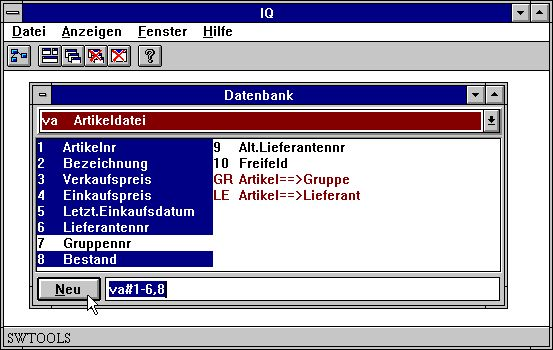 IQ
Datei Anzeigen Fenster Hilfe
?
Datenbank
va Artikeldatei
1 Artikelnr
2 Bezeichnung
3 Verkaufspreis
4 Einkaufspreis
5 Letzt.Einkaufsdatum
6 Lieferantennr
7 Gruppennr
8 Bestand
9 Alt.Lieferantennr
10 Freifeld
GR Artikel==>Gruppe
LE Artikel==>Lieferant
Neu va#1-6,8
SWTOOLS